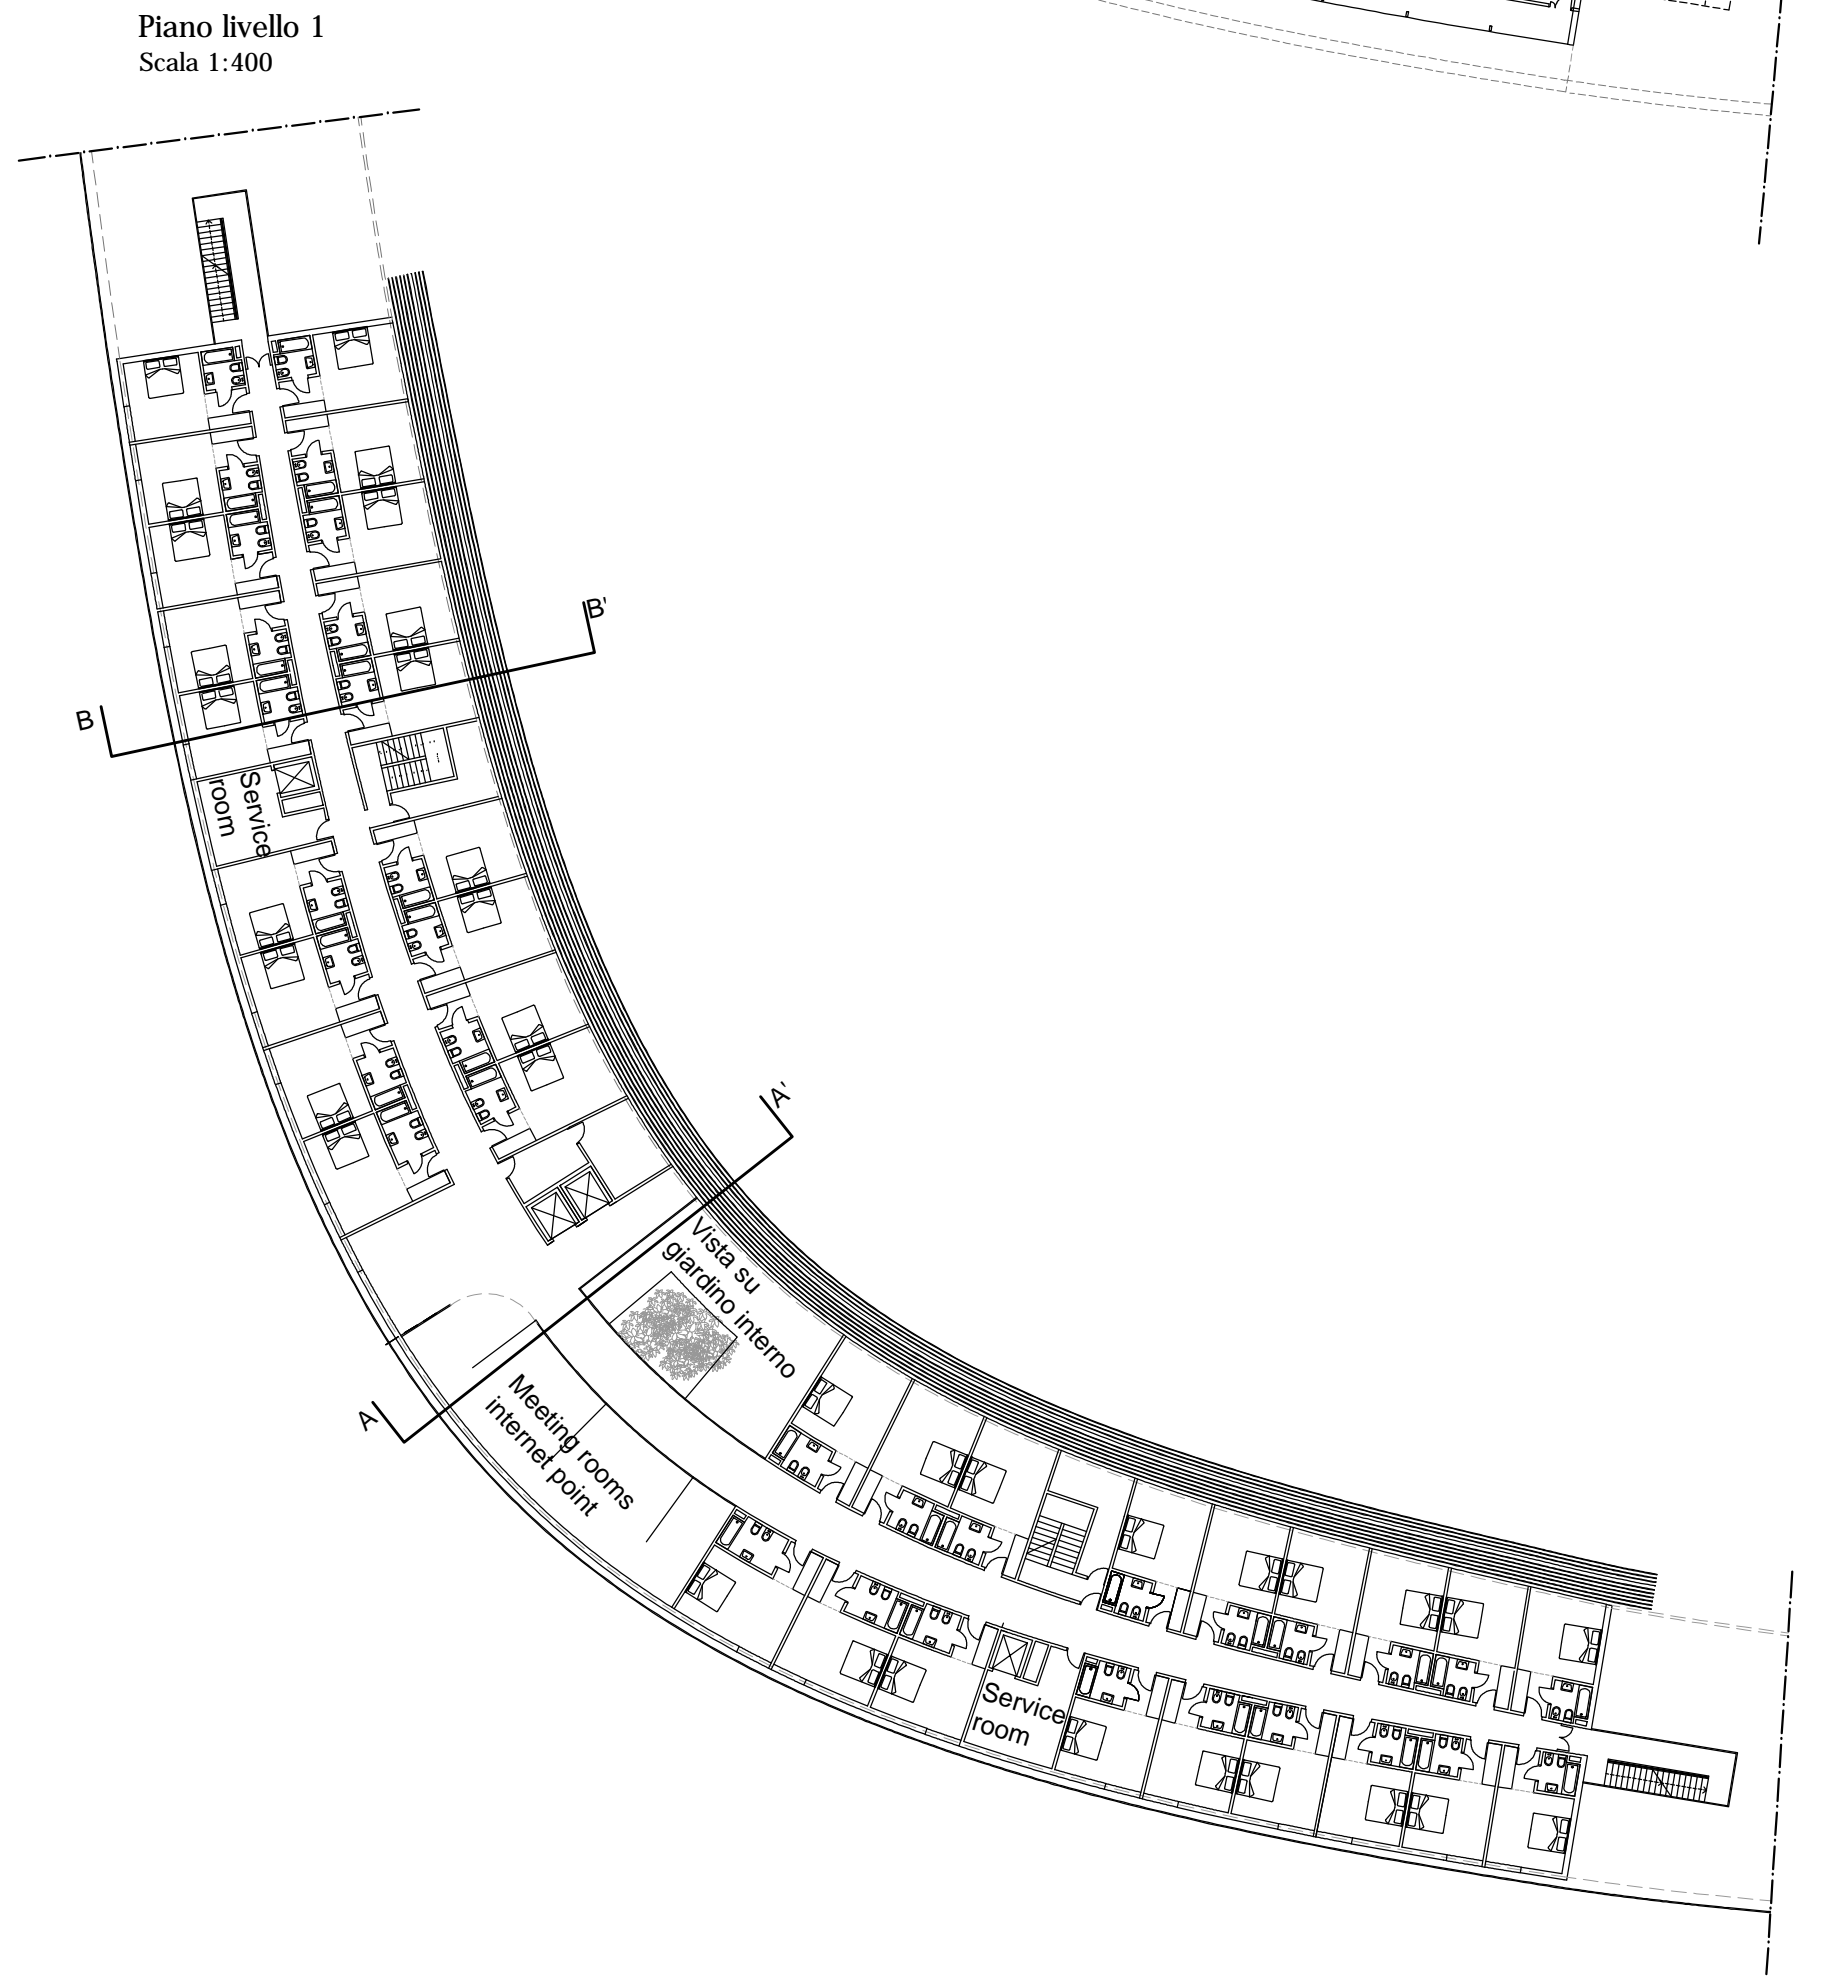 Piano livello 1
Scala 1:400
B'
B
Service
room
A'
Vista su
giardino interno
A
Meeting rooms
internet point
Service
room